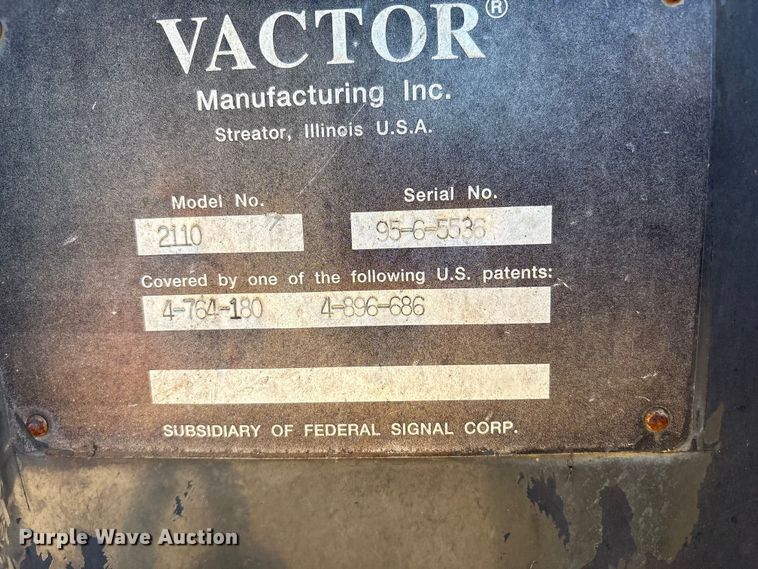 VACTOR®
Manufacturing Inc.
Streator, Illinois U.S.A.
Model No. Serial No.
2110 95-6-5536
Covered by one of the following U.S. patents:
4-764-180 4-896-686
SUBSIDIARY OF FEDERAL SIGNAL CORP.
Purple Wave Auction